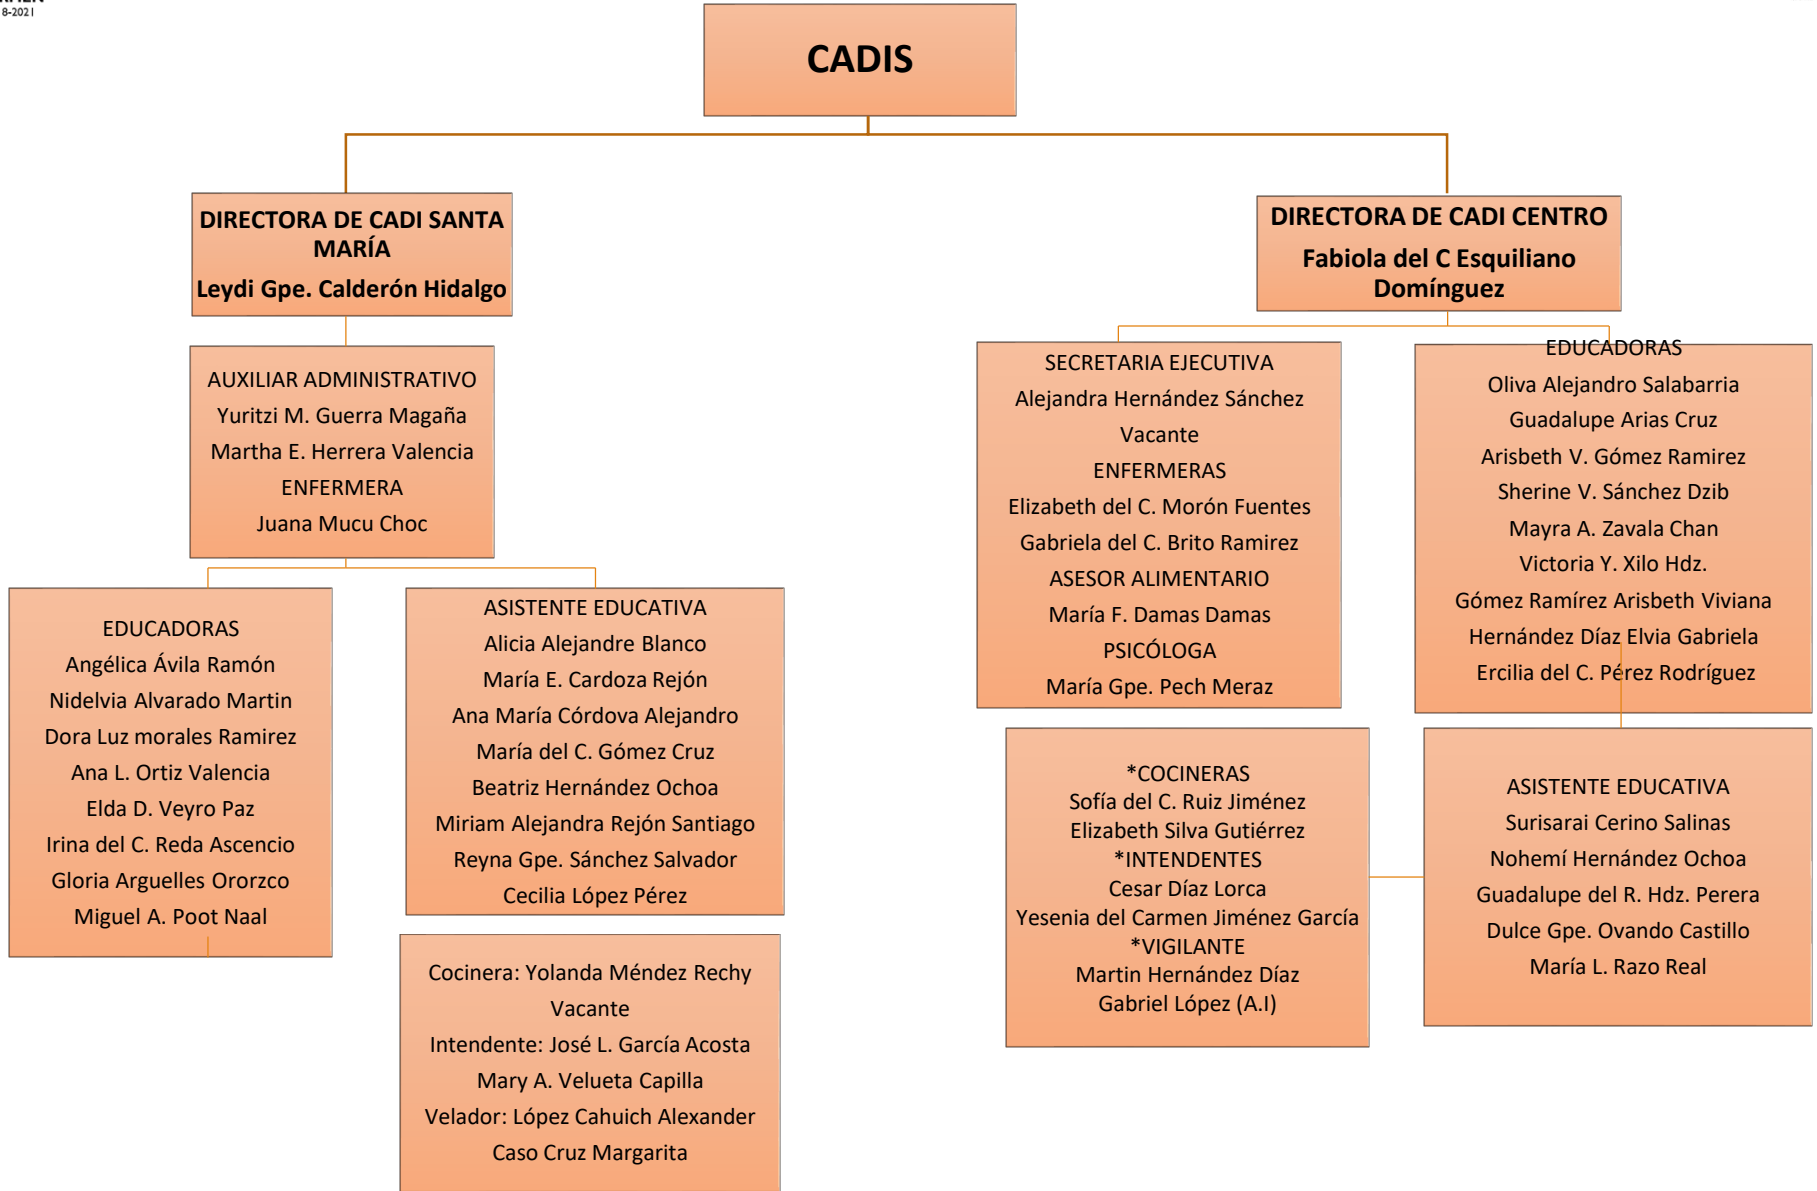 8-2021
CADIS
DIRECTORA DE CADI SANTA
MARÍA
Leydi Gpe. Calderón Hidalgo
DIRECTORA DE CADI CENTRO
Fabiola del C Esquiliano
Domínguez
AUXILIAR ADMINISTRATIVO
Yuritzi M. Guerra Magaña
Martha E. Herrera Valencia
ENFERMERA
Juana Mucu Choc
EDUCADORAS
Angélica Ávila Ramón
Nidelvia Alvarado Martin
Dora Luz morales Ramirez
Ana L. Ortiz Valencia
Elda D. Veyro Paz
Irina del C. Reda Ascencio
Gloria Arguelles Ororzco
Miguel A. Poot Naal
ASISTENTE EDUCATIVA
Alicia Alejandre Blanco
María E. Cardoza Rejón
Ana María Córdova Alejandro
María del C. Gómez Cruz
Beatriz Hernández Ochoa
Miriam Alejandra Rejón Santiago
Reyna Gpe. Sánchez Salvador
Cecilia López Pérez
Cocinera: Yolanda Méndez Rechy
Vacante
Intendente: José L. García Acosta
Mary A. Velueta Capilla
Velador: López Cahuich Alexander
Caso Cruz Margarita
SECRETARIA EJECUTIVA
Alejandra Hernández Sánchez
Vacante
ENFERMERAS
Elizabeth del C. Morón Fuentes
Gabriela del C. Brito Ramirez
ASESOR ALIMENTARIO
María F. Damas Damas
PSICÓLOGA
María Gpe. Pech Meraz
EDUCADORAS
Oliva Alejandro Salabarria
Guadalupe Arias Cruz
Arisbeth V. Gómez Ramirez
Sherine V. Sánchez Dzib
Mayra A. Zavala Chan
Victoria Y. Xilo Hdz.
Gómez Ramírez Arisbeth Viviana
Hernández Díaz Elvia Gabriela
Ercilia del C. Pérez Rodríguez
*COCINERAS
Sofía del C. Ruiz Jiménez
Elizabeth Silva Gutiérrez
*INTENDENTES
Cesar Díaz Lorca
Yesenia del Carmen Jiménez García
*VIGILANTE
Martin Hernández Díaz
Gabriel López (A.I)
ASISTENTE EDUCATIVA
Surisarai Cerino Salinas
Nohemí Hernández Ochoa
Guadalupe del R. Hdz. Perera
Dulce Gpe. Ovando Castillo
María L. Razo Real